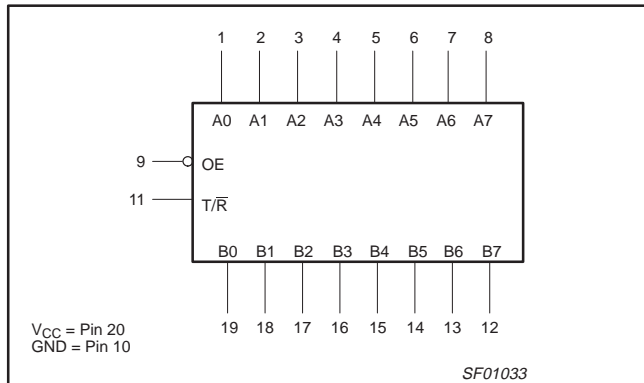 1 2 3 4 5 6 7 8
A0 A1 A2 A3 A4 A5 A6 A7
9 OE
11 T/R̅
B0 B1 B2 B3 B4 B5 B6 B7
19 18 17 16 15 14 13 12
VCC = Pin 20
GND = Pin 10
SF01033